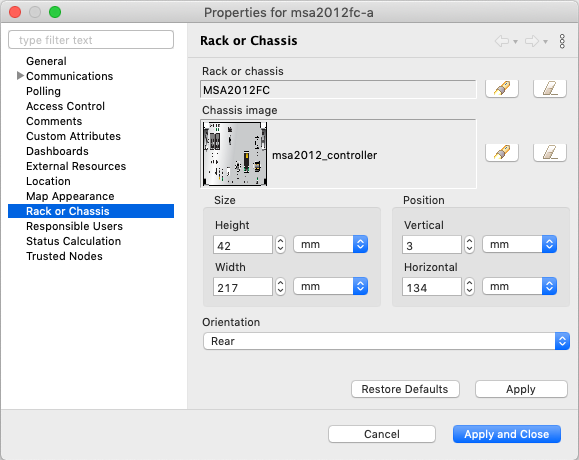 Properties for msa2012fc-a
type filter text
General
Communications
Polling
Access Control
Comments
Custom Attributes
Dashboards
External Resources
Location
Map Appearance
Rack or Chassis
Responsible Users
Status Calculation
Trusted Nodes
Rack or Chassis
Rack or chassis
MSA2012FC
Chassis image
msa2012_controller
Size
Height
42 mm
Width
217 mm
Position
Vertical
3 mm
Horizontal
134 mm
Orientation
Rear
Restore Defaults Apply
Cancel Apply and Close